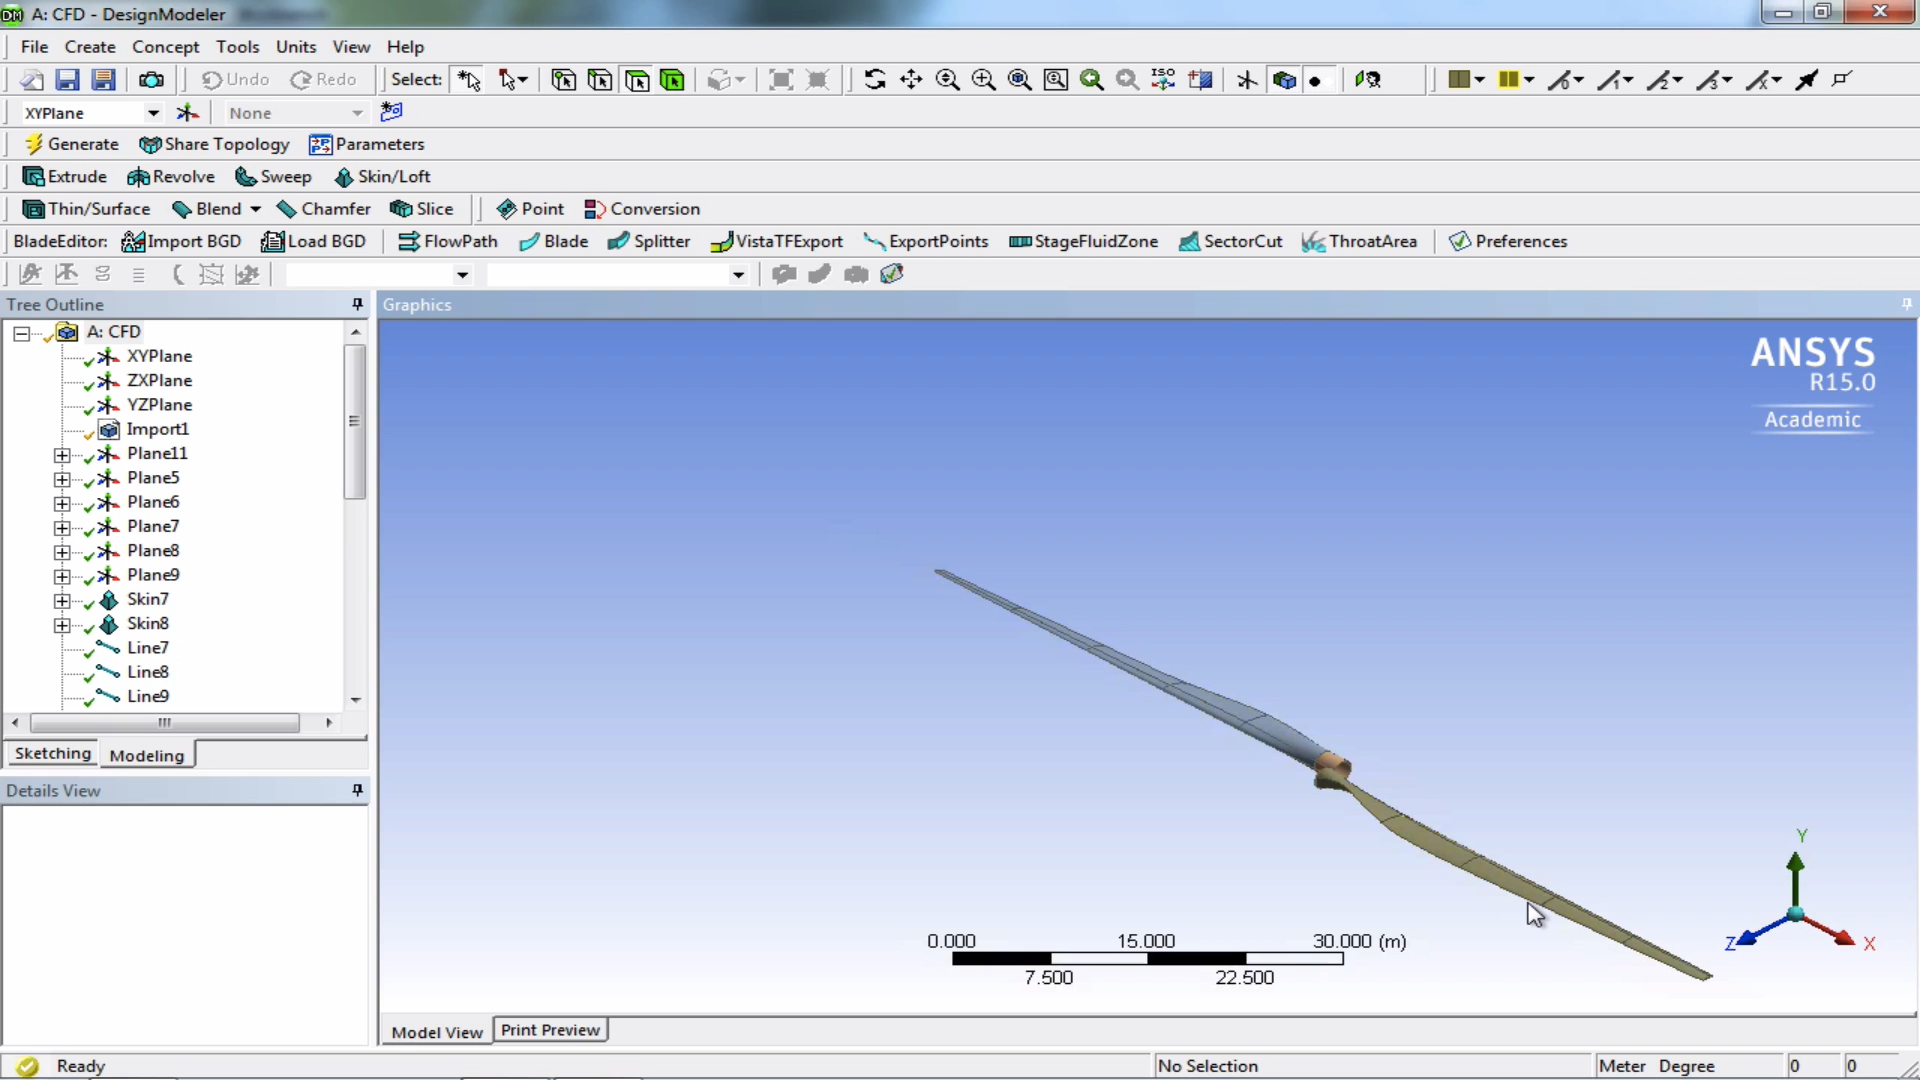 A: CFD - DesignModeler
File Create Concept Tools Units View Help
Undo Redo Select: ISO
XYPlane None
Generate Share Topology Parameters
Extrude Revolve Sweep Skin/Loft
Thin/Surface Blend Chamfer Slice Point Conversion
BladeEditor: Import BGD Load BGD FlowPath Blade Splitter VistaTFExport ExportPoints StageFluidZone SectorCut ThroatArea Preferences
Tree Outline
A: CFD
XYPlane
ZXPlane
YZPlane
Import1
Plane11
Plane5
Plane6
Plane7
Plane8
Plane9
Skin7
Skin8
Line7
Line8
Line9
Sketching Modeling
Details View
Graphics
ANSYS
R15.0
Academic
0.000 15.000 30.000 (m)
7.500 22.500
Y
Z X
Model View Print Preview
Ready No Selection Meter Degree 0 0